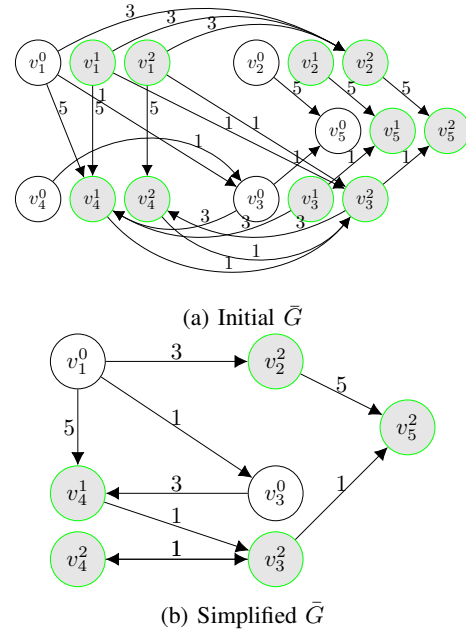 3
3
3
v_1^0 v_1^1 v_1^2 v_2^0 v_2^1 v_2^2
5 5 5
1
5 5 5
1 1
v_5^0 v_5^1 v_5^2
1
1 1 1
v_4^0 v_4^1 v_4^2 v_3^0 v_3^1 v_3^2
3 3 3
1
1
(a) Initial Ḡ
v_1^0 3 v_2^2
5
5 1
v_5^2
3
v_4^1 v_3^0
1 1
v_4^2 1 v_3^2
(b) Simplified Ḡ